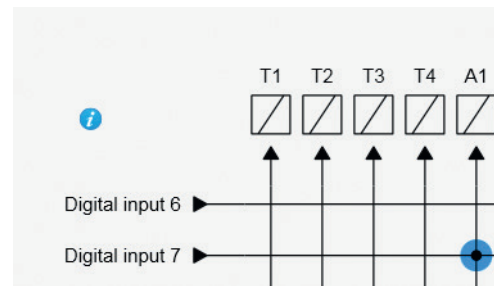 T1 T2 T3 T4 A1
i
Digital input 6
Digital input 7